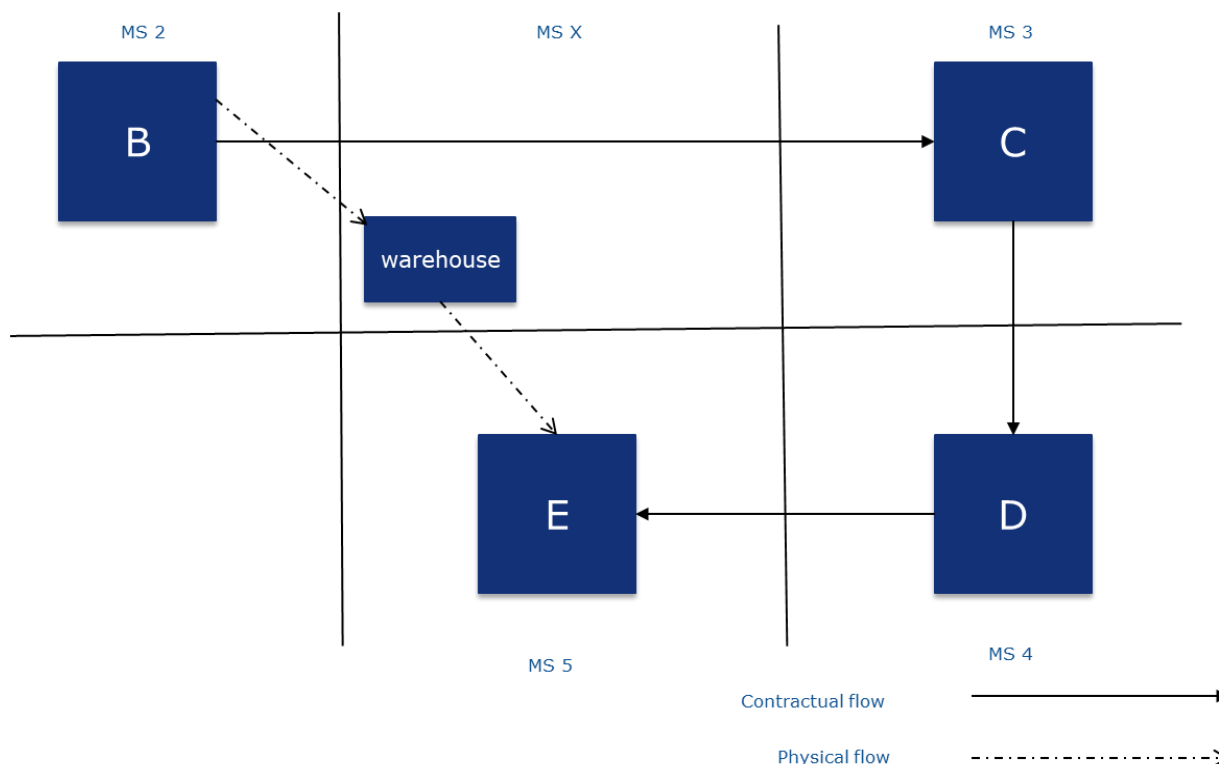 MS 2
MS X
MS 3
B
C
warehouse
E
D
MS 5
MS 4
Contractual flow
Physical flow